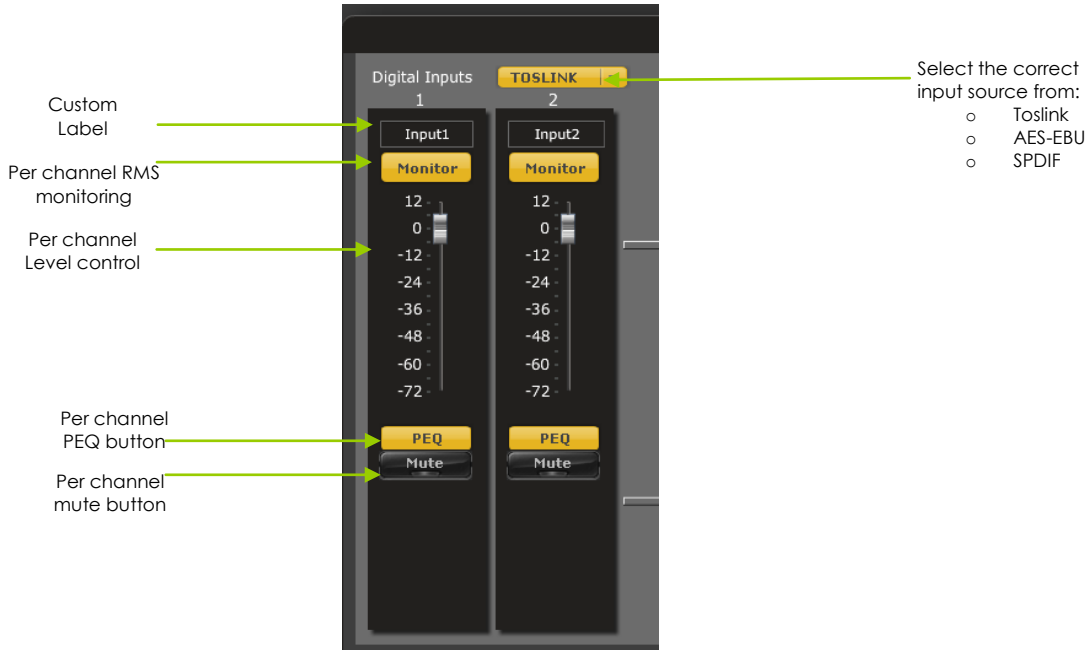 Custom
Label
Per channel RMS
monitoring
Per channel
Level control
Per channel
PEQ button
Per channel
mute button
Digital Inputs
TOSLINK
1
2
Input1
Input2
Monitor
Monitor
12
0
-12
-24
-36
-48
-60
-72
12
0
-12
-24
-36
-48
-60
-72
PEQ
PEQ
Mute
Mute
Select the correct
input source from:
o Toslink
o AES-EBU
o SPDIF